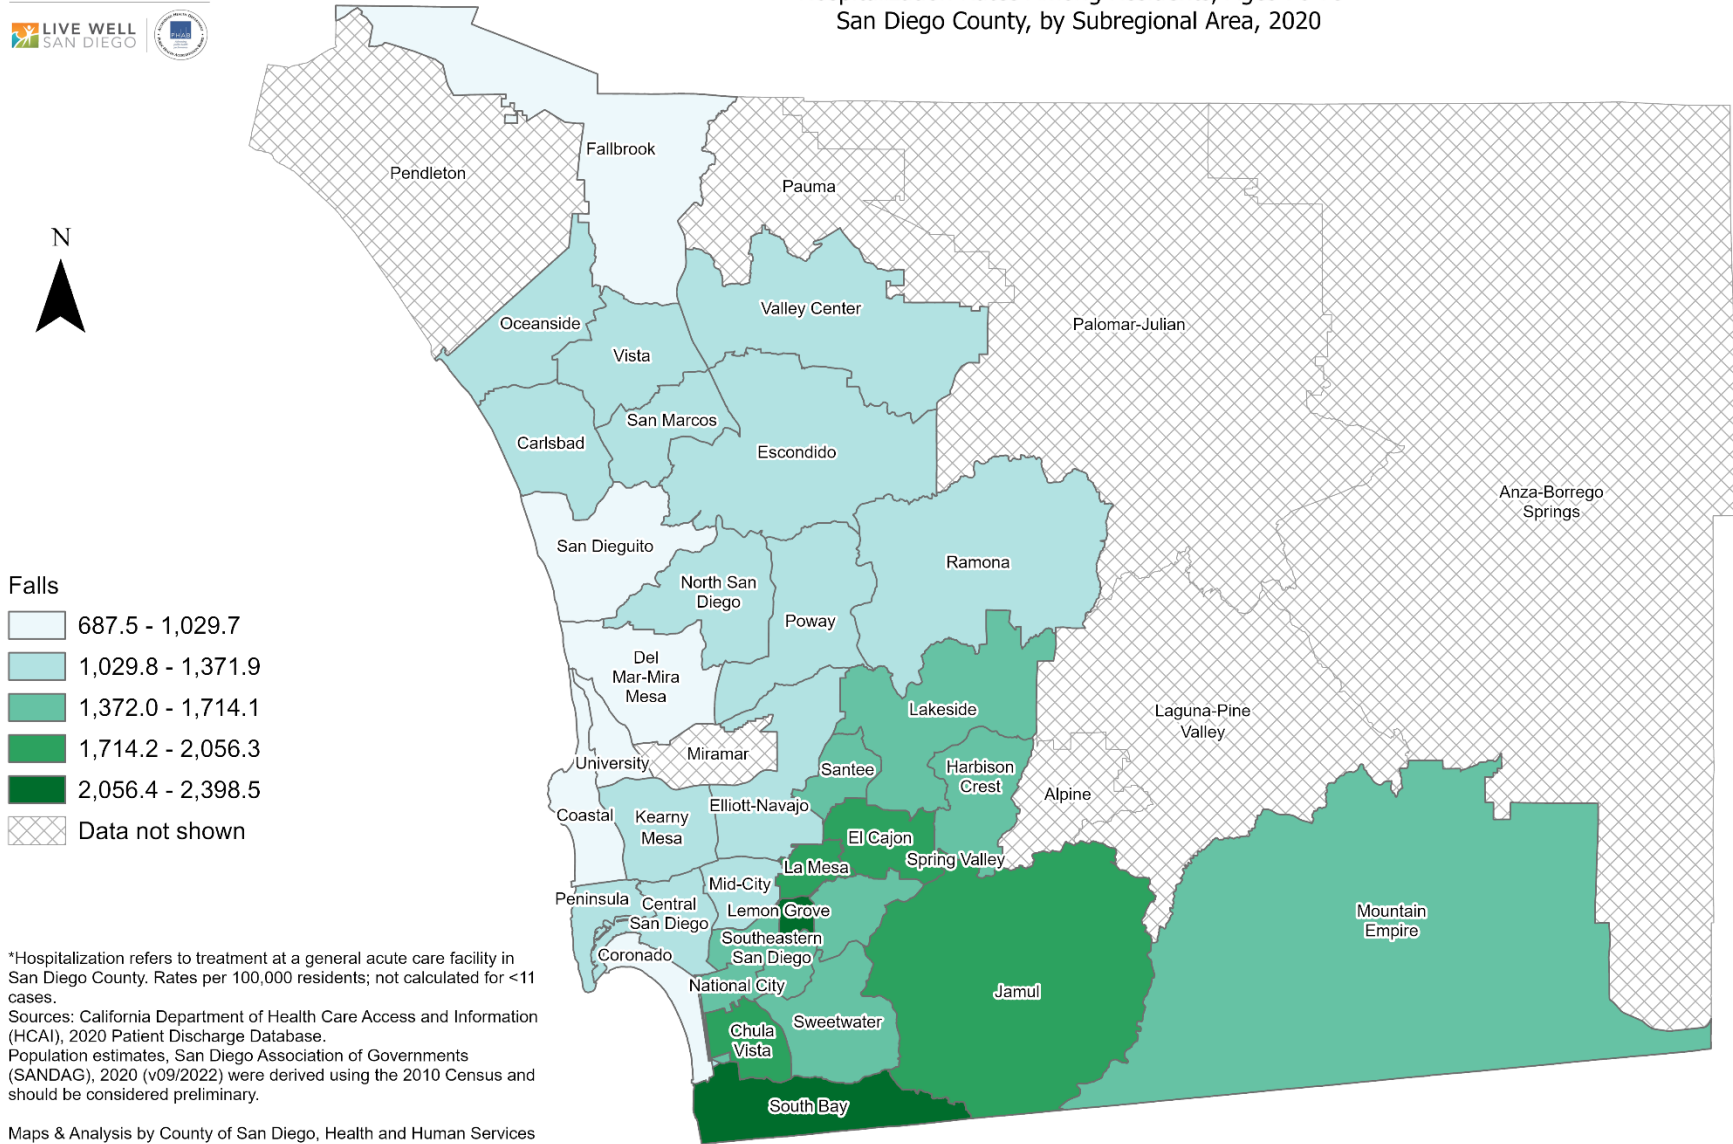 San Diego County, by Subregional Area, 2020
LIVE WELL
SAN DIEGO
PHAB
N
Fallbrook
Pendleton
Pauma
Valley Center
Oceanside
Palomar-Julian
Vista
San Marcos
Carlsbad
Escondido
Anza-Borrego
Springs
San Dieguito
Ramona
North San
Diego
Poway
Del
Mar-Mira
Mesa
Lakeside
Laguna-Pine
Valley
Miramar
University
Santee
Harbison
Crest
Alpine
Elliott-Navajo
Coastal
Kearny
Mesa
El Cajon
Spring Valley
La Mesa
Mid-City
Peninsula
Central
San Diego
Lemon Grove
Mountain
Empire
Southeastern
San Diego
Coronado
National City
Jamul
Sweetwater
Chula
Vista
South Bay
Falls
687.5 - 1,029.7
1,029.8 - 1,371.9
1,372.0 - 1,714.1
1,714.2 - 2,056.3
2,056.4 - 2,398.5
Data not shown
*Hospitalization refers to treatment at a general acute care facility in
San Diego County. Rates per 100,000 residents; not calculated for <11
cases.
Sources: California Department of Health Care Access and Information
(HCAI), 2020 Patient Discharge Database.
Population estimates, San Diego Association of Governments
(SANDAG), 2020 (v09/2022) were derived using the 2010 Census and
should be considered preliminary.
Maps & Analysis by County of San Diego, Health and Human Services